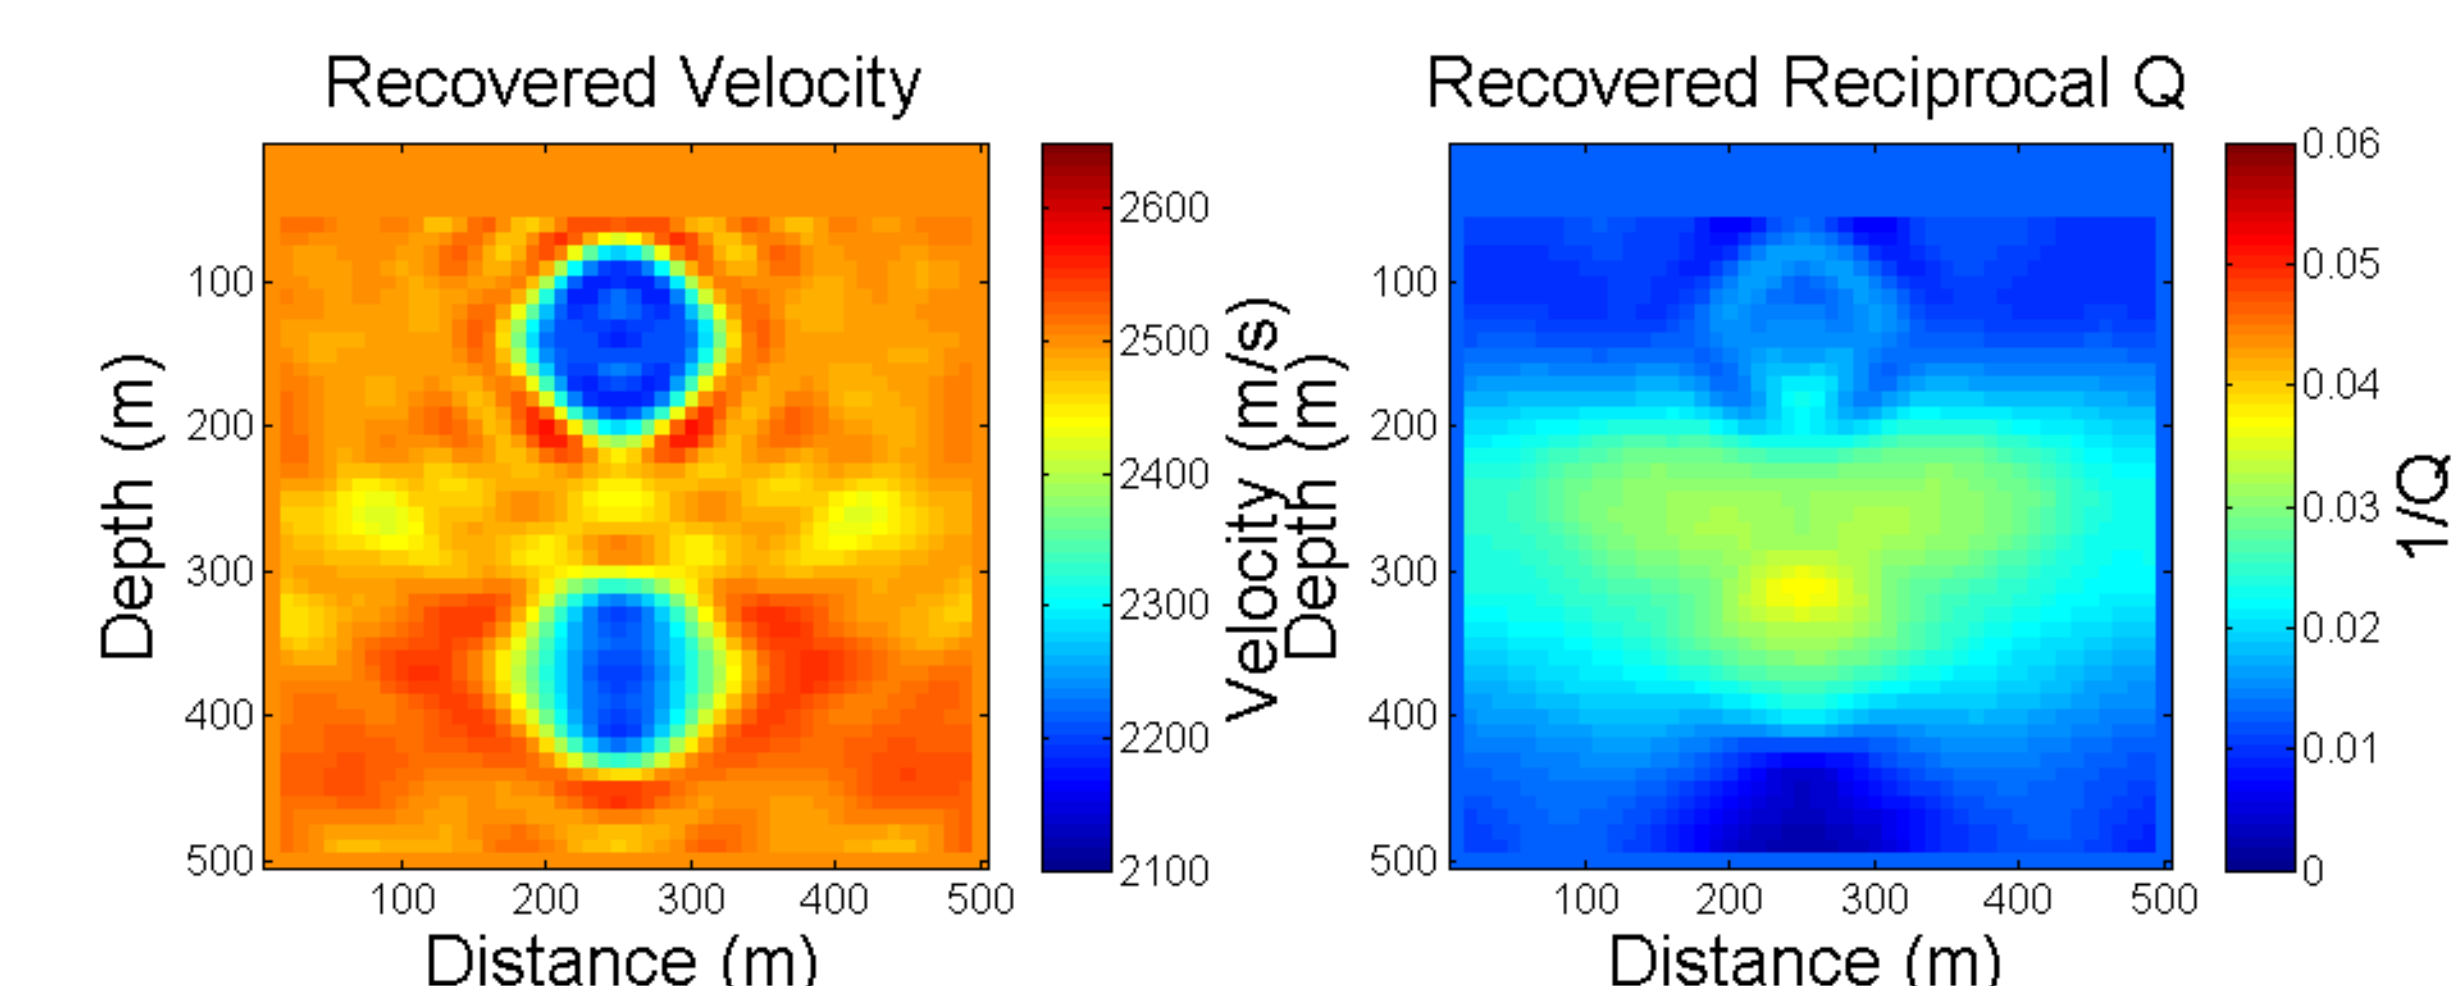 Recovered Velocity
100
200
300
400
500
100 200 300 400 500
Depth (m)
Distance (m)
2600
2500
2400
2300
2200
2100
Velocity (m/s)
Recovered Reciprocal Q
100
200
300
400
500
100 200 300 400 500
Depth (m)
Distance (m)
0.06
0.05
0.04
0.03
0.02
0.01
0
1/Q